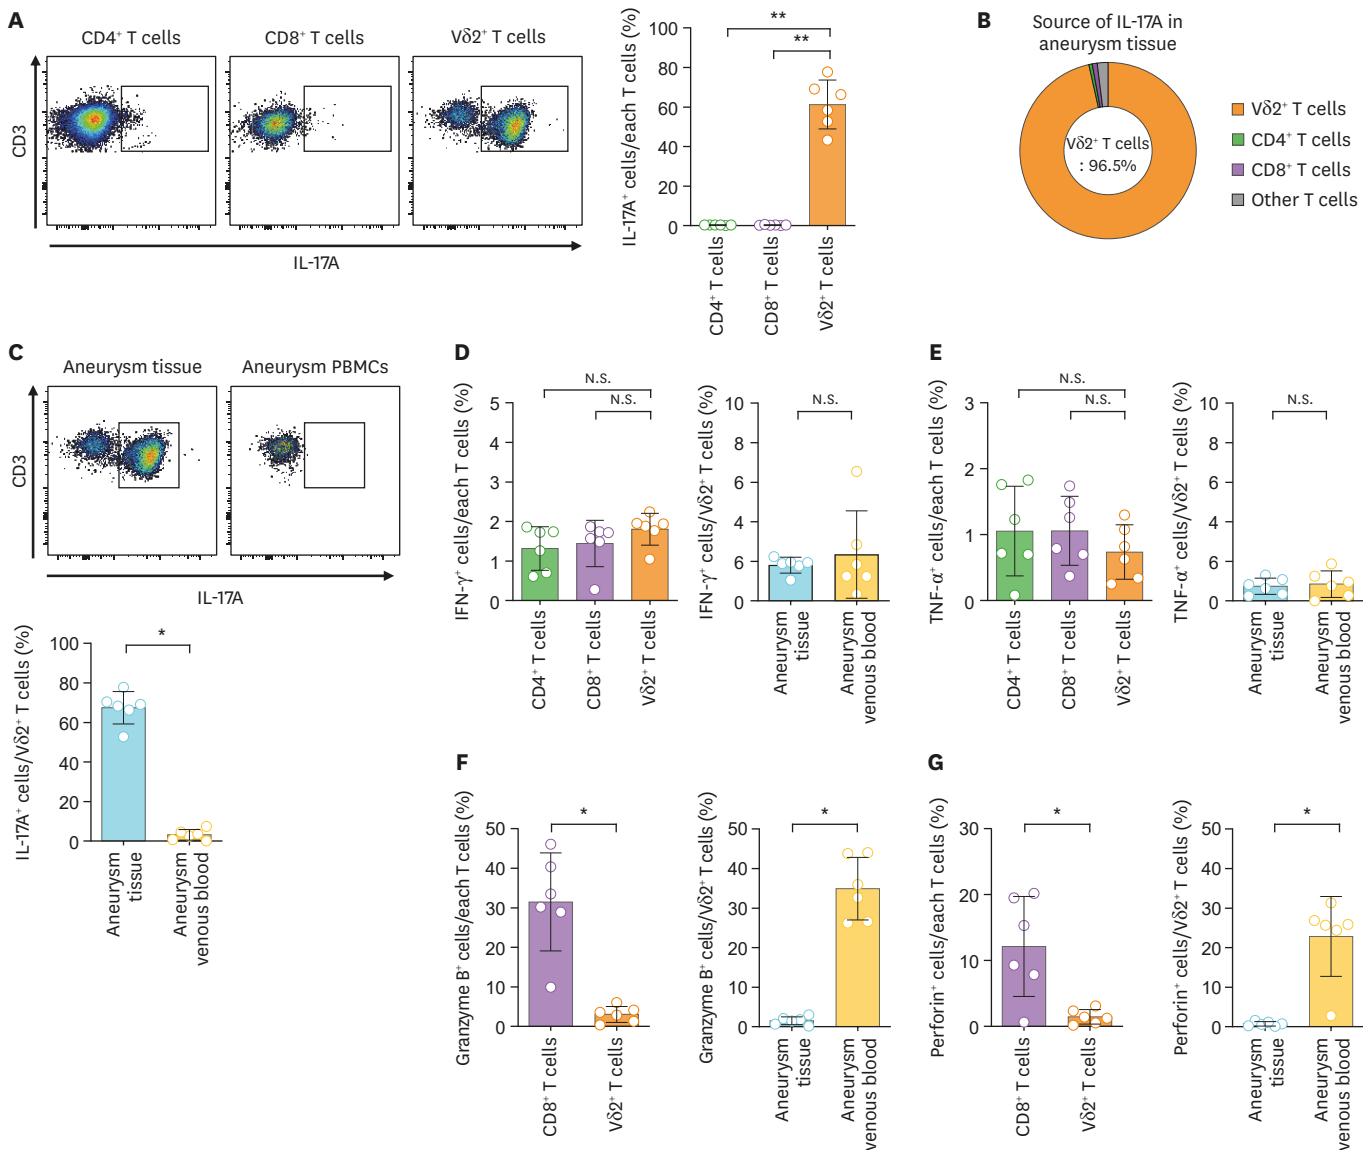 A
CD4⁺ T cells
CD8⁺ T cells
Vδ2⁺ T cells
CD3
IL-17A
IL-17A⁺ cells/each T cells (%)
100
80
60
40
20
0
**
**
CD4⁺ T cells
CD8⁺ T cells
Vδ2⁺ T cells
B
Source of IL-17A in
aneurysm tissue
Vδ2⁺ T cells
: 96.5%
Vδ2⁺ T cells
CD4⁺ T cells
CD8⁺ T cells
Other T cells
C
Aneurysm tissue
Aneurysm PBMCs
CD3
IL-17A
IL-17A⁺ cells/Vδ2⁺ T cells (%)
100
80
60
40
20
0
*
Aneurysm
tissue
Aneurysm
venous blood
D
IFN-γ⁺ cells/each T cells (%)
5
4
3
2
1
0
N.S.
N.S.
CD4⁺ T cells
CD8⁺ T cells
Vδ2⁺ T cells
IFN-γ⁺ cells/Vδ2⁺ T cells (%)
10
8
6
4
6
0
N.S.
Aneurysm
tissue
Aneurysm
venous blood
E
TNF-α⁺ cells/each T cells (%)
3
2
1
0
N.S.
N.S.
CD4⁺ T cells
CD8⁺ T cells
Vδ2⁺ T cells
TNF-α⁺ cells/Vδ2⁺ T cells (%)
10
8
6
4
6
0
N.S.
Aneurysm
tissue
Aneurysm
venous blood
F
Granzyme B⁺ cells/each T cells (%)
50
40
30
20
10
0
*
CD8⁺ T cells
Vδ2⁺ T cells
Granzyme B⁺ cells/Vδ2⁺ T cells (%)
50
40
30
20
10
0
*
Aneurysm
tissue
Aneurysm
venous blood
G
Perforin⁺ cells/each T cells (%)
30
20
10
0
*
CD8⁺ T cells
Vδ2⁺ T cells
Perforin⁺ cells/Vδ2⁺ T cells (%)
50
40
30
20
10
0
*
Aneurysm
tissue
Aneurysm
venous blood